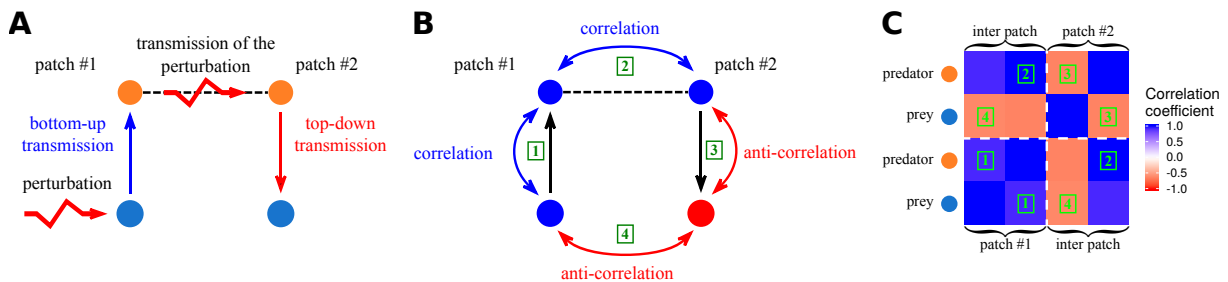 A
transmission of the
perturbation
patch #1
patch #2
bottom-up
transmission
top-down
transmission
perturbation
B
correlation
2
patch #1
patch #2
correlation
1
3
anti-correlation
4
anti-correlation
C
inter patch
patch #2
predator
2
3
prey
4
3
predator
1
2
prey
1
4
patch #1
inter patch
Correlation
coefficient
1.0
0.5
0.0
-0.5
-1.0